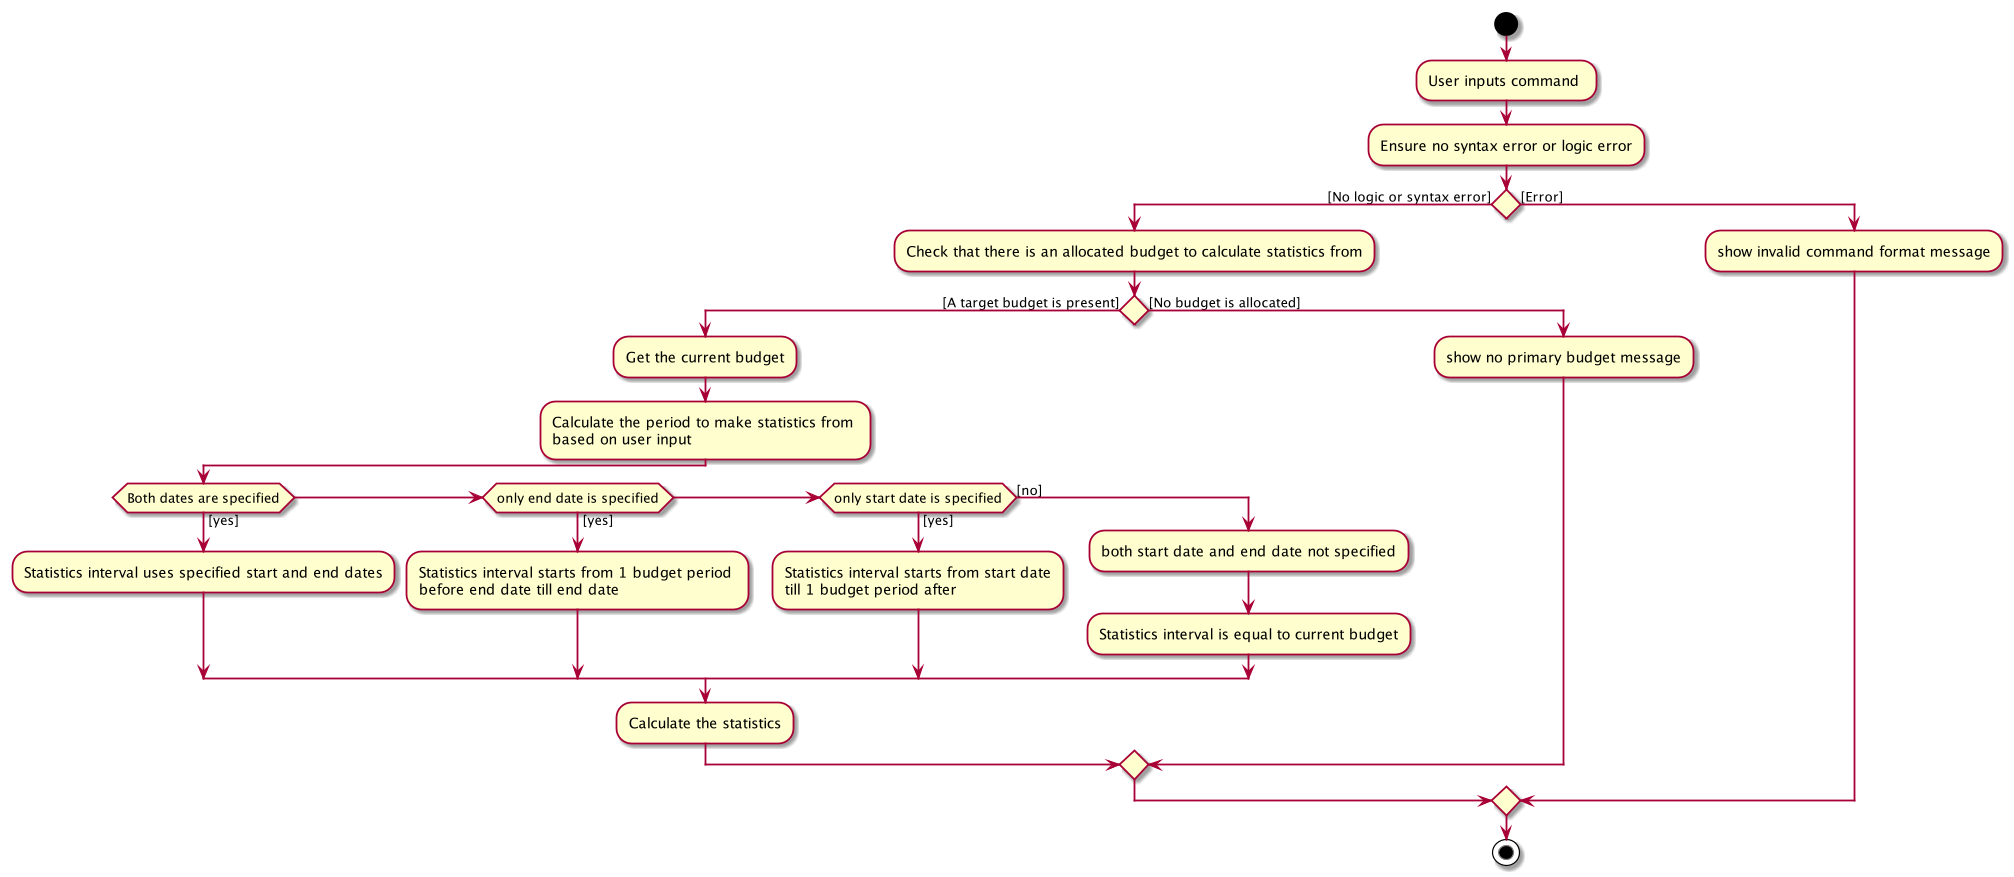 User inputs command
Ensure no syntax error or logic error
[No logic or syntax error]
[Error]
Check that there is an allocated budget to calculate statistics from
show invalid command format message
[A target budget is present]
[No budget is allocated]
Get the current budget
show no primary budget message
Calculate the period to make statistics from
based on user input
Both dates are specified
only end date is specified
only start date is specified
[no]
[yes]
[yes]
[yes]
Statistics interval uses specified start and end dates
Statistics interval starts from 1 budget period
before end date till end date
Statistics interval starts from start date
till 1 budget period after
both start date and end date not specified
Statistics interval is equal to current budget
Calculate the statistics